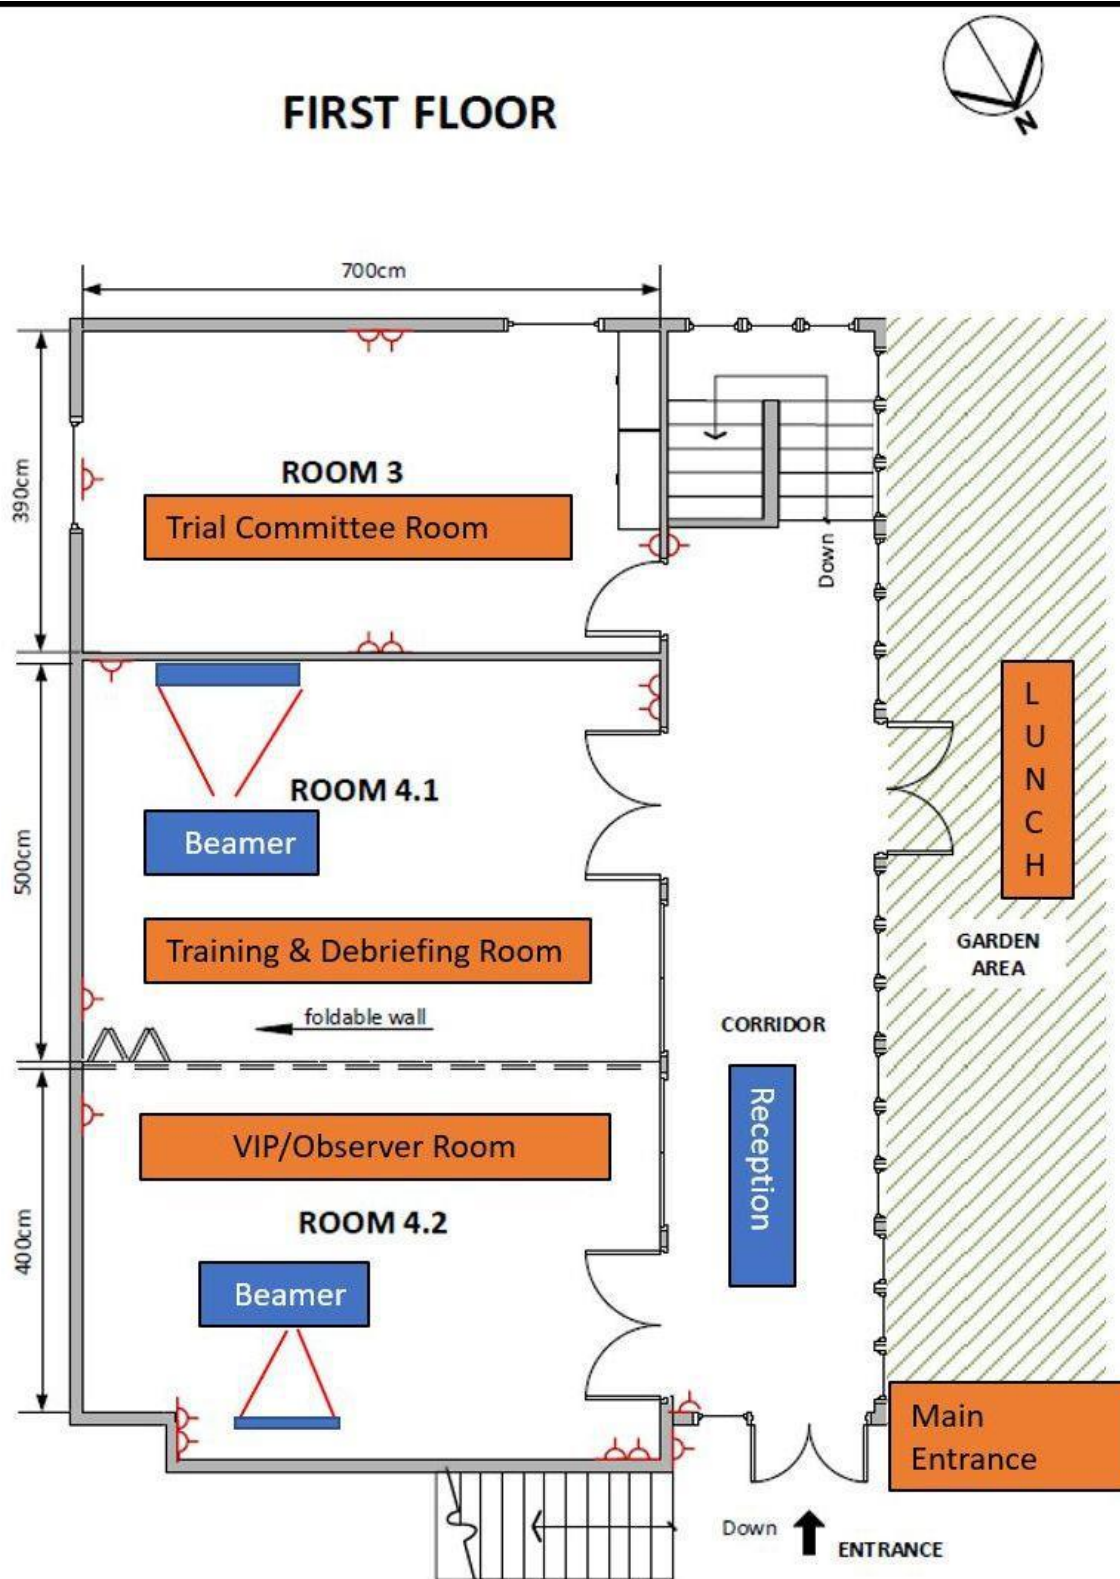 FIRST FLOOR
N
700cm
390cm
ROOM 3
Trial Committee Room
Down
500cm
ROOM 4.1
Beamer
Training & Debriefing Room
foldable wall
L
U
N
C
H
GARDEN
AREA
CORRIDOR
Reception
400cm
VIP/Observer Room
ROOM 4.2
Beamer
Main
Entrance
Down
ENTRANCE